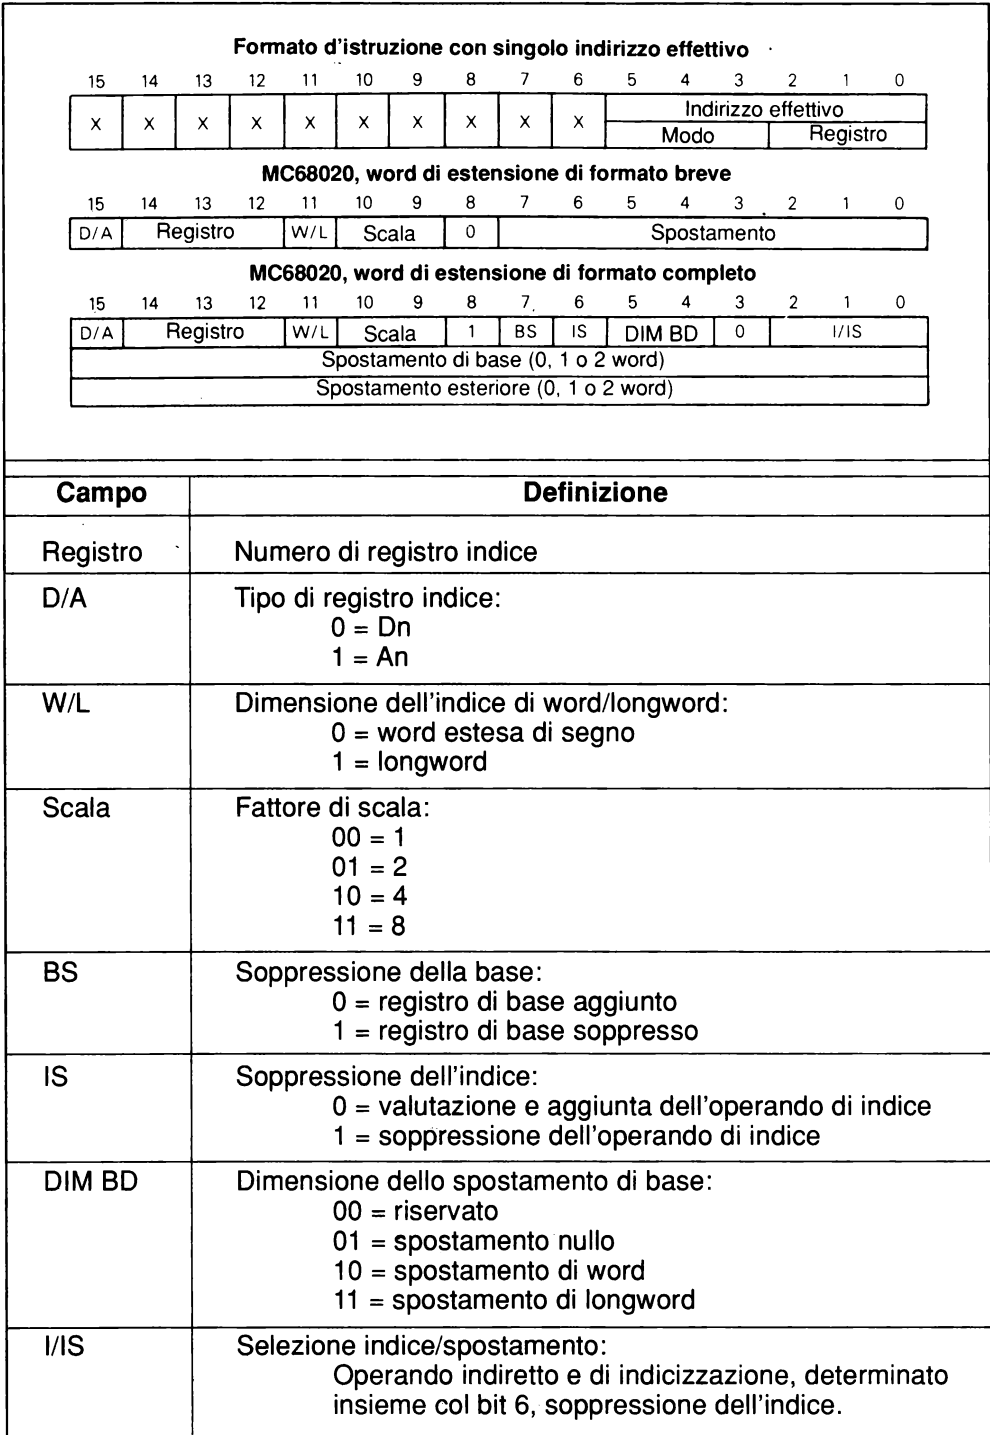 Formato d'istruzione con singolo indirizzo effettivo
15 14 13 12 11 10 9 8 7 6 5 4 3 2 1 0
X X X X X X X X X X Indirizzo effettivo
Modo Registro
MC68020, word di estensione di formato breve
15 14 13 12 11 10 9 8 7 6 5 4 3 2 1 0
D/A Registro W/L Scala 0 Spostamento
MC68020, word di estensione di formato completo
15 14 13 12 11 10 9 8 7 6 5 4 3 2 1 0
D/A Registro W/L Scala 1 BS IS DIM BD 0 I/IS
Spostamento di base (0, 1 o 2 word)
Spostamento esteriore (0, 1 o 2 word)
Campo Definizione
Registro Numero di registro indice
D/A Tipo di registro indice:
0 = Dn
1 = An
W/L Dimensione dell'indice di word/longword:
0 = word estesa di segno
1 = longword
Scala Fattore di scala:
00 = 1
01 = 2
10 = 4
11 = 8
BS Soppressione della base:
0 = registro di base aggiunto
1 = registro di base soppresso
IS Soppressione dell'indice:
0 = valutazione e aggiunta dell'operando di indice
1 = soppressione dell'operando di indice
DIM BD Dimensione dello spostamento di base:
00 = riservato
01 = spostamento nullo
10 = spostamento di word
11 = spostamento di longword
I/IS Selezione indice/spostamento:
Operando indiretto e di indicizzazione, determinato
insieme col bit 6, soppressione dell'indice.